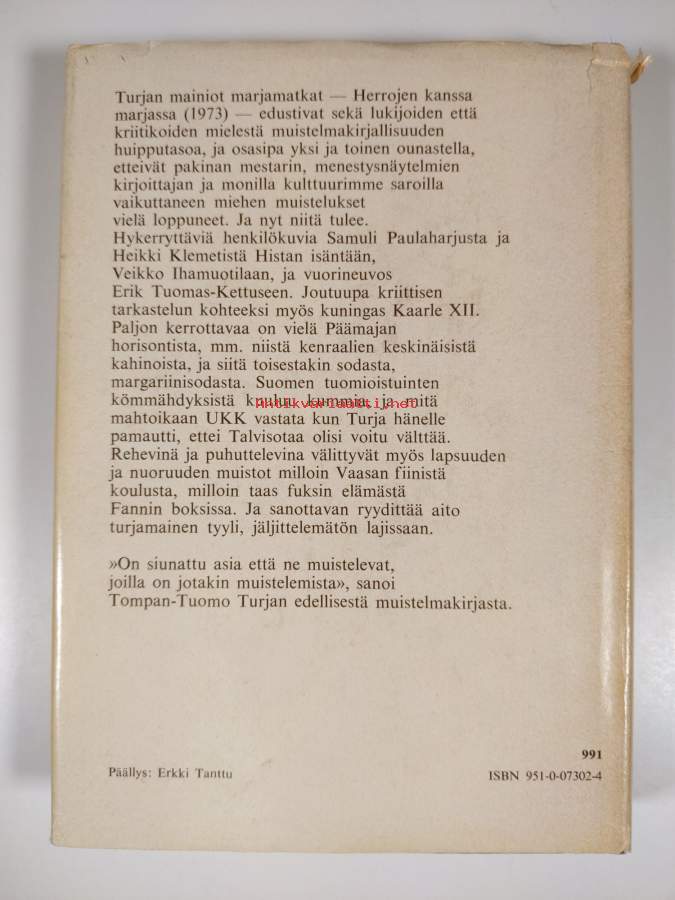 Turjan mainiot marjamatkat — Herrojen kanssa
marjassa (1973) — edustivat sekä lukijoiden että
kriitikoiden mielestä muistelmakirjallisuuden
huipputasoa, ja osasipa yksi ja toinen ounastella,
etteivät pakinan mestarin, menestysnäytelmien
kirjoittajan ja monilla kulttuurimme saroilla
vaikuttaneen miehen muistelukset
vielä loppuneet. Ja nyt niitä tulee.
Hykerryttäviä henkilökuvia Samuli Paulaharjusta ja
Heikki Klemetistä Histan isäntään,
Veikko Ihamuotilaan, ja vuorineuvos
Erik Tuomas-Kettuseen. Joutuupa kriittisen
tarkastelun kohteeksi myös kuningas Kaarle XII.
Paljon kerrottavaa on vielä Päämajan
horisontista, mm. niistä kenraalien keskinäisistä
kahinoista, ja siitä toisestakin sodasta,
margariinisodasta. Suomen tuomioistuinten
kömmähdyksistä kuuluu kummia, ja mitä
antikvariaatti.net
mahtoikaan UKK vastata kun Turja hänelle
pamautti, ettei Talvisotaa olisi voitu välttää.
Rehevinä ja puhuttelevina välittyvät myös lapsuuden
ja nuoruuden muistot milloin Vaasan fiinistä
koulusta, milloin taas fuksin elämästä
Fannin boksissa. Ja sanottavan ryydittää aito
turjamainen tyyli, jäljittelemätön lajissaan.
»On siunattu asia että ne muistelevat,
joilla on jotakin muistelemista», sanoi
Tompan-Tuomo Turjan edellisestä muistelmakirjasta.
991
Päällys: Erkki Tanttu
ISBN 951-0-07302-4